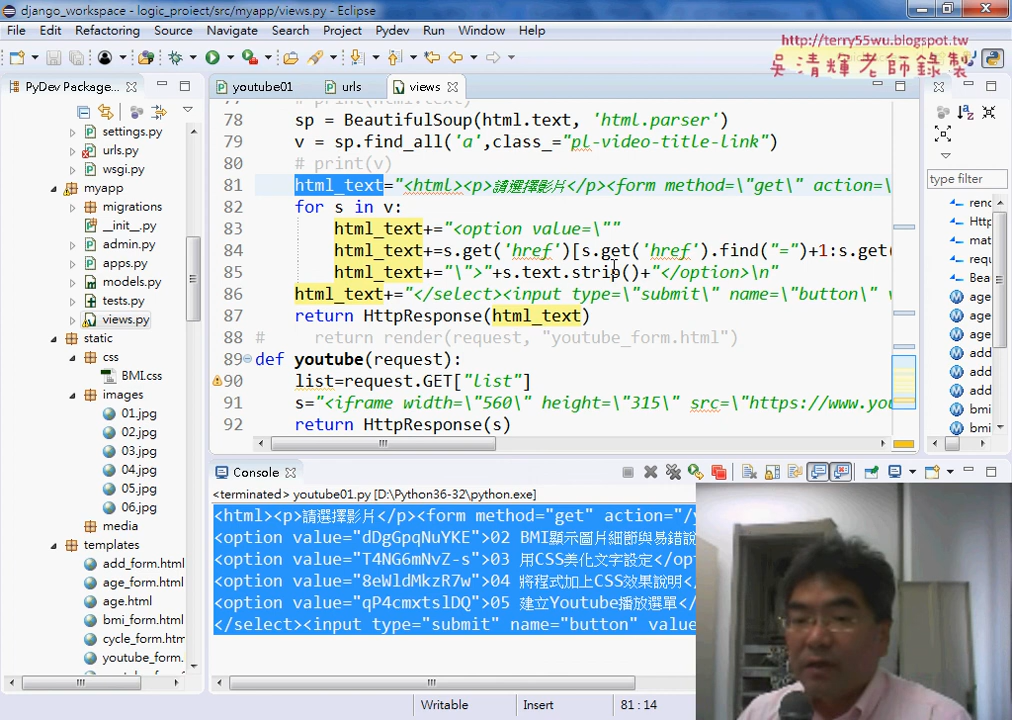 django_workspace - logic_project/src/myapp/views.py - Eclipse
File Edit Refactoring Source Navigate Search Project Pydev Run Window Help
http://terry55wu.blogspot.tw
吳清輝老師錄製
PyDev Package...
youtube01 urls views
settings.py
urls.py
wsgi.py
myapp
migrations
__init__.py
admin.py
apps.py
models.py
tests.py
views.py
static
css
BMI.css
images
01.jpg
02.jpg
03.jpg
04.jpg
05.jpg
06.jpg
media
templates
add_form.html
age_form.html
age.html
bmi_form.html
cycle_form.htm
youtube_form.
77 # print(html.text)
78 sp = BeautifulSoup(html.text, 'html.parser')
79 v = sp.find_all('a',class_="pl-video-title-link")
80 # print(v)
81 html_text="<html><p>請選擇影片</p><form method=\"get\" action=\
82 for s in v:
83 html_text+="<option value=\""
84 html_text+=s.get('href')[s.get('href').find("=")+1:s.get(
85 html_text+="\">"+s.text.strip()+"</option>\n"
86 html_text+="</select><input type=\"submit\" name=\"button\" v
87 return HttpResponse(html_text)
88 # return render(request, "youtube_form.html")
89 def youtube(request):
90 list=request.GET["list"]
91 s="<iframe width=\"560\" height=\"315\" src=\"https://www.you
92 return HttpResponse(s)
type filter
renc
Http
mat
requ
Bea
age
age
age
add
add
add
bmi
bmi
Console
<terminated> youtube01.py [D:\Python36-32\python.exe]
<html><p>請選擇影片</p><form method="get" action="/y
<option value="dDgGpqNuYKE">02 BMI顯示圖片細節與易錯說
<option value="T4NG6mNvZ-s">03 用CSS美化文字設定</op
<option value="8eWldMkzR7w">04 將程式加上CSS效果說明</
<option value="qP4cmxtslDQ">05 建立Youtube播放選單</
</select><input type="submit" name="button" value
Writable Insert 81 : 14